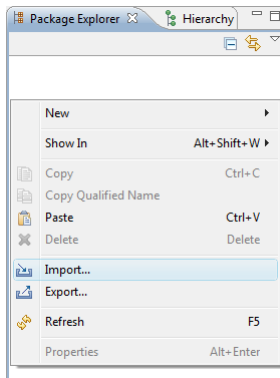 Package Explorer Hierarchy
New
Show In Alt+Shift+W
Copy Ctrl+C
Copy Qualified Name
Paste Ctrl+V
Delete Delete
Import...
Export...
Refresh F5
Properties Alt+Enter